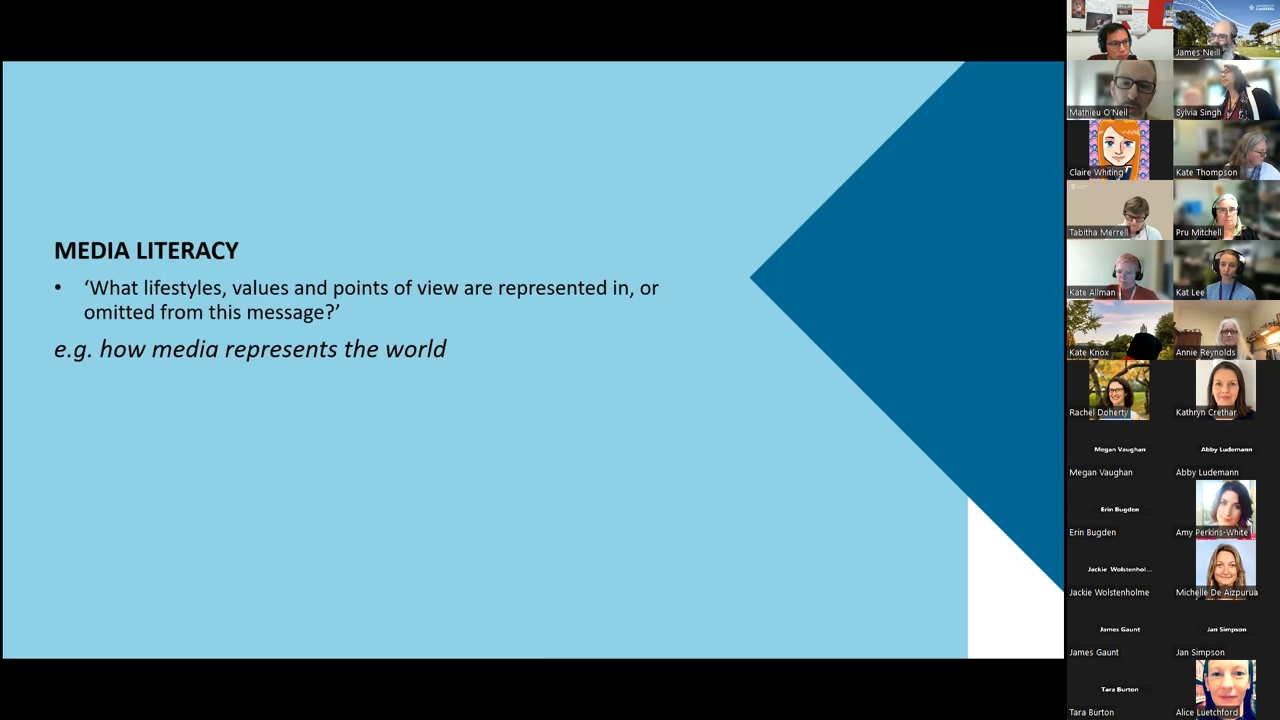 MEDIA LITERACY
• ‘What lifestyles, values and points of view are represented in, or
omitted from this message?’
e.g. how media represents the world
James Neill
Mathieu O'Neil
Sylvia Singh
Claire Whiting
Kate Thompson
Tabitha Merrell
Pru Mitchell
Kate Allman
Kat Lee
Kate Knox
Annie Reynolds
Rachel Doherty
Kathryn Crethar
Megan Vaughan
Abby Ludemann
Megan Vaughan
Abby Ludemann
Erin Bugden
Erin Bugden
Amy Perkins-White
Jackie Wolstenhol...
Jackie Wolstenholme
Michelle De Aizpurua
James Gaunt
Jan Simpson
James Gaunt
Jan Simpson
Tara Burton
Tara Burton
Alice Luetchford